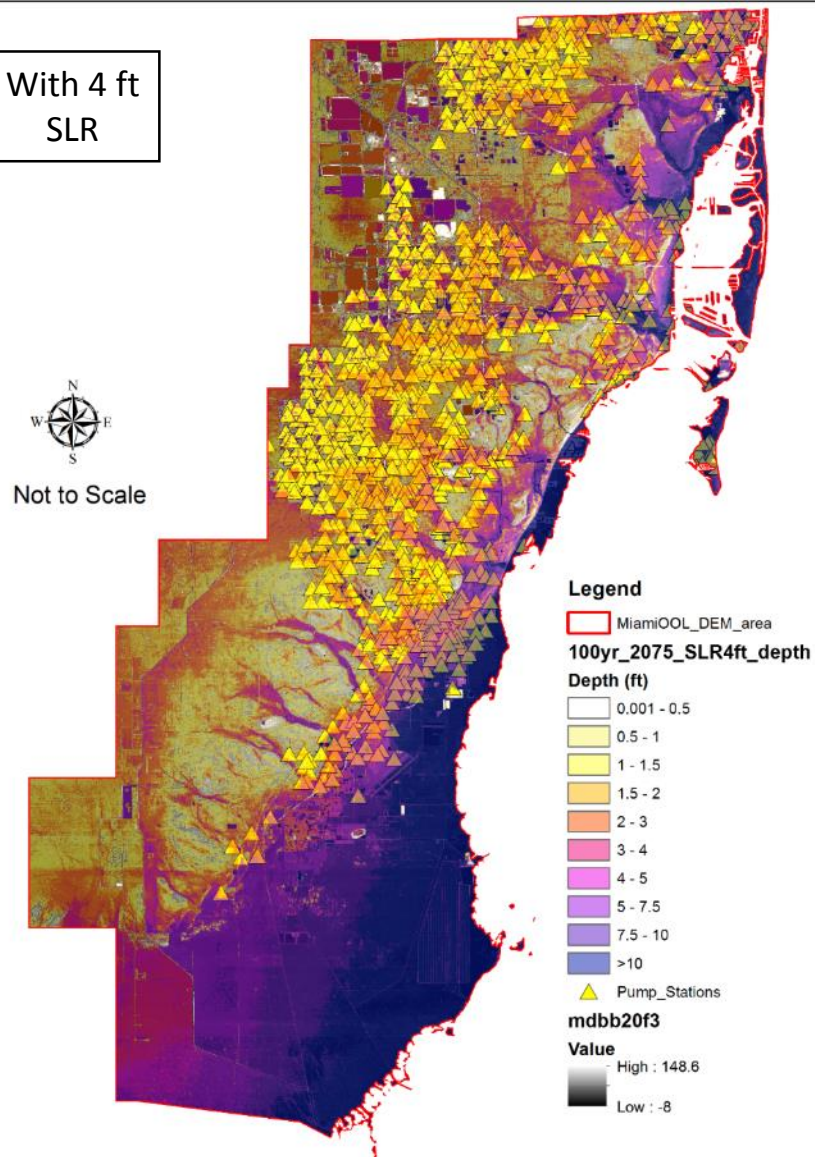 With 4 ft
SLR
N
W E
S
Not to Scale
Legend
MiamiOOL_DEM_area
100yr_2075_SLR4ft_depth
Depth (ft)
0.001 - 0.5
0.5 - 1
1 - 1.5
1.5 - 2
2 - 3
3 - 4
4 - 5
5 - 7.5
7.5 - 10
>10
Pump_Stations
mdbb20f3
Value
High : 148.6
Low : -8